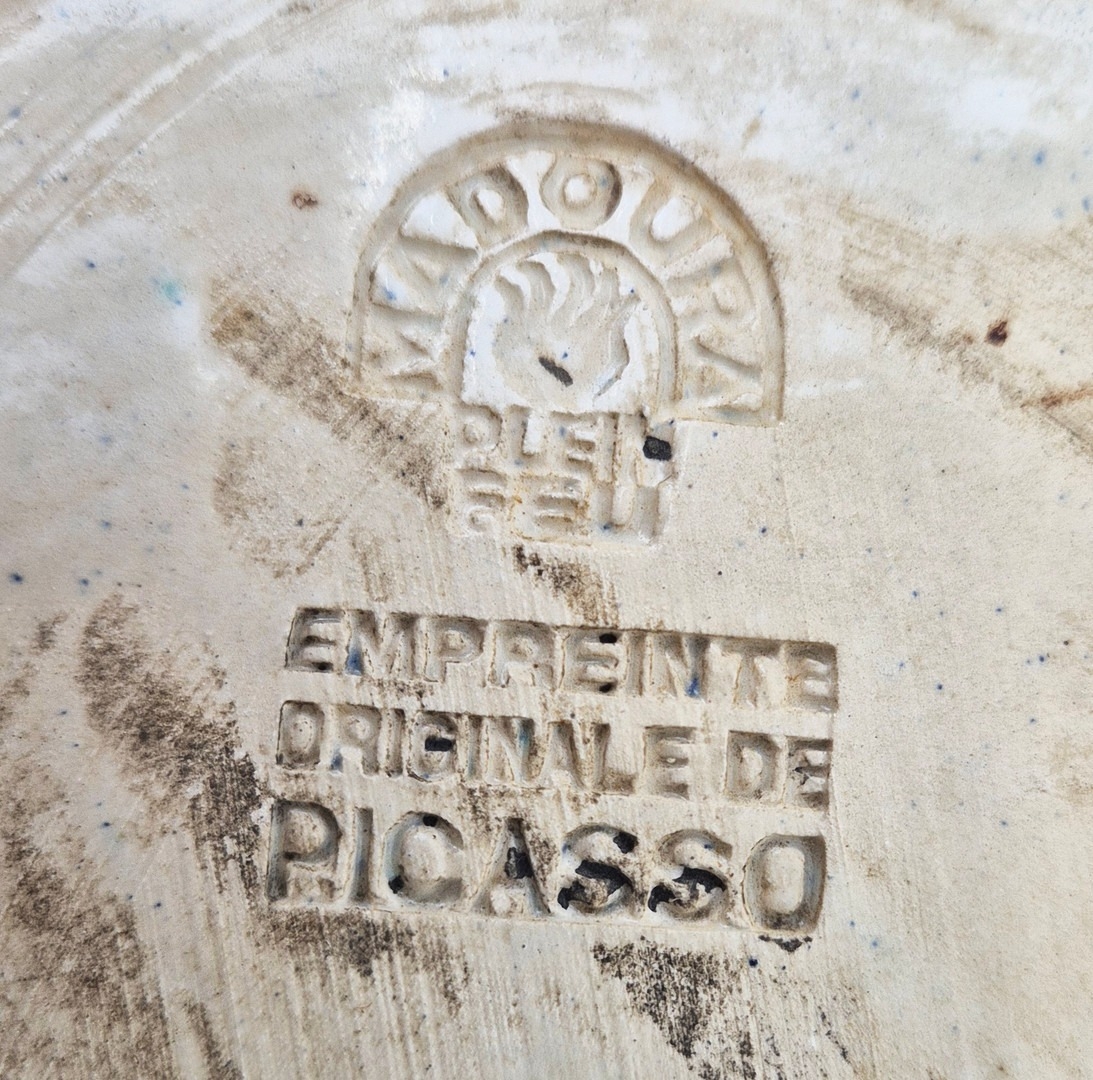 MADOURA
PLEIN
FEU
EMPREINTE
ORIGINALE DE
PICASSO